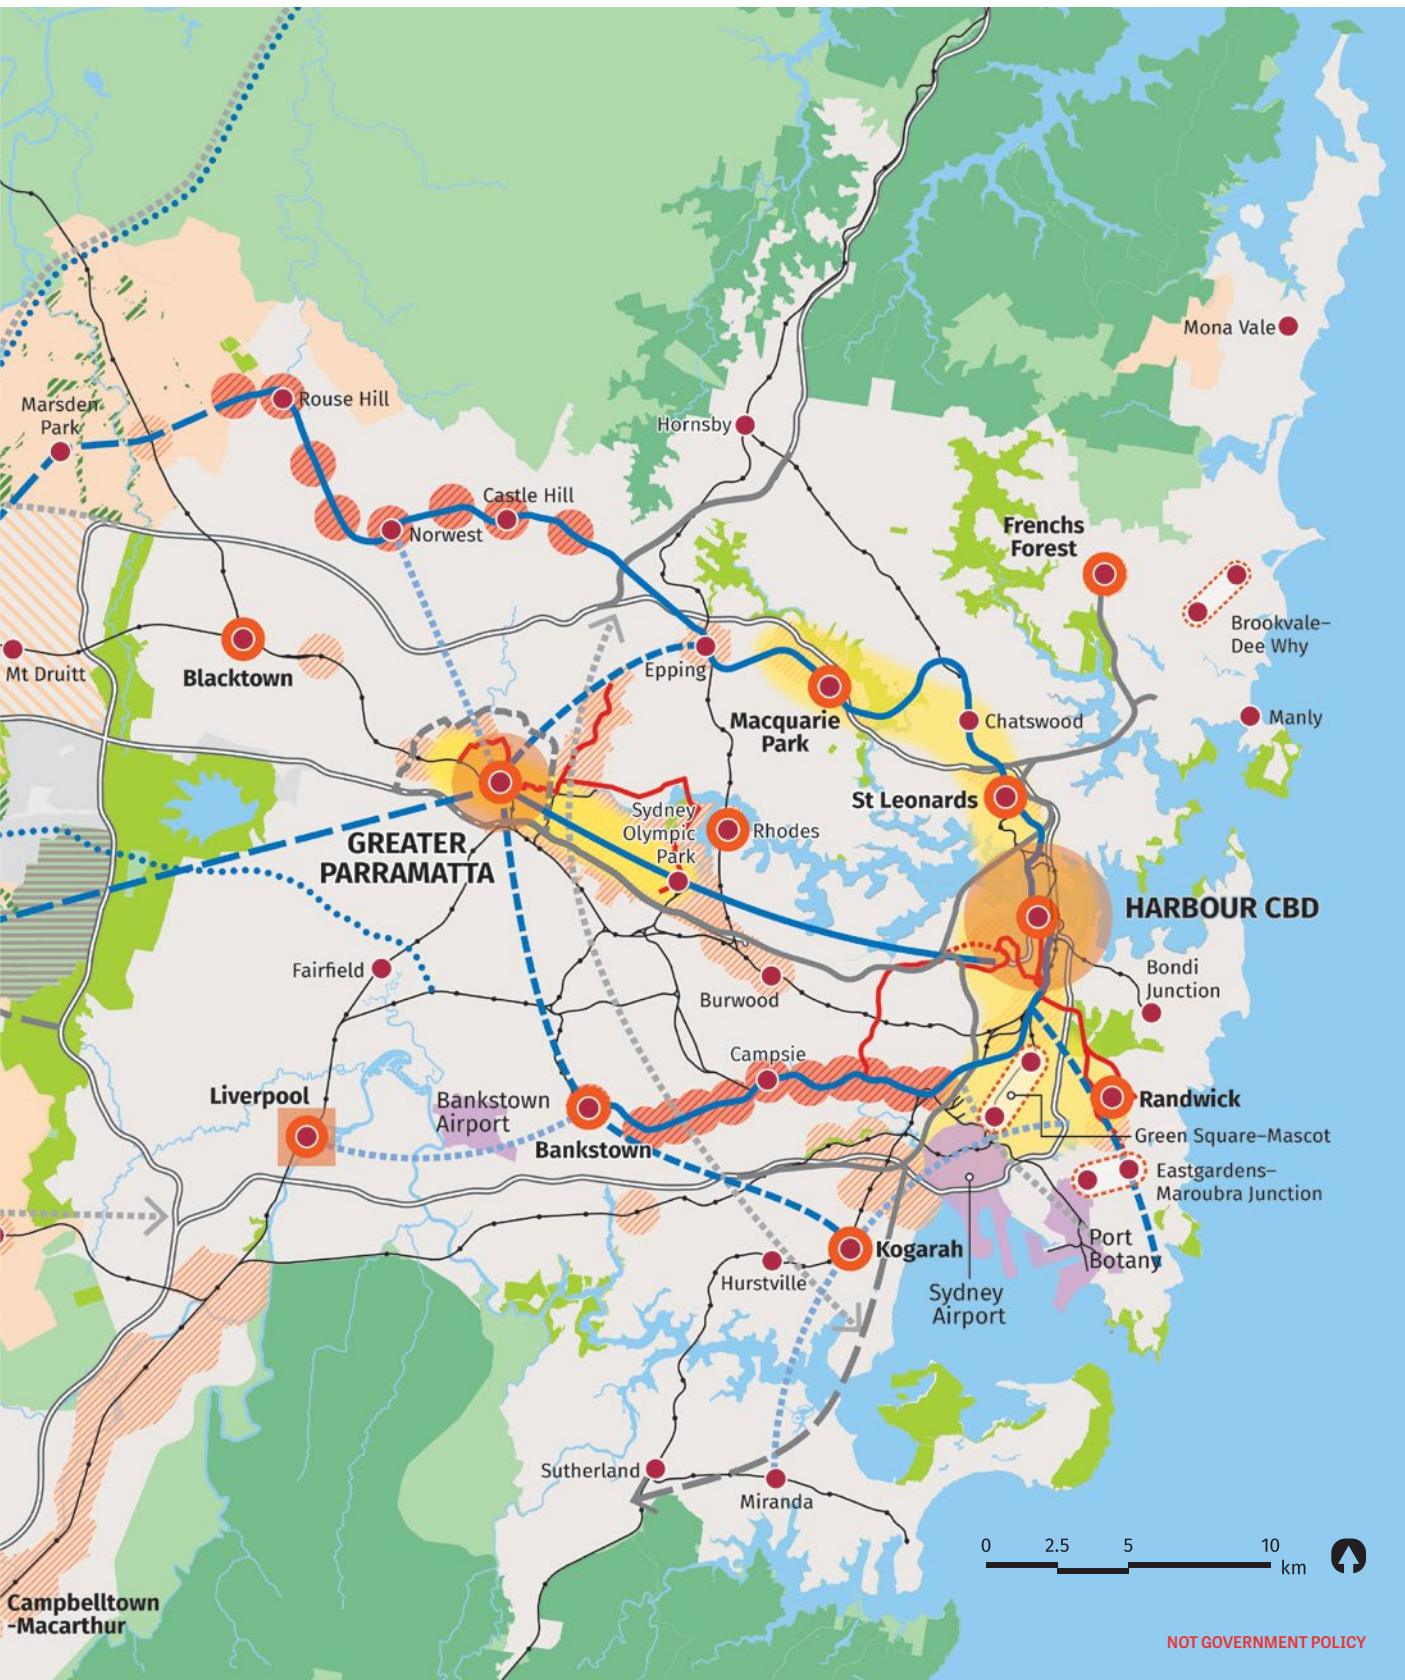 Mona Vale
Rouse Hill
Marsden
Park
Hornsby
Castle Hill
Norwest
Frenchs
Forest
Brookvale–
Dee Why
Mt Druitt
Blacktown
Epping
Macquarie
Park
Chatswood
Manly
St Leonards
Sydney
Olympic
Park
Rhodes
GREATER
PARRAMATTA
HARBOUR CBD
Fairfield
Burwood
Bondi
Junction
Campsie
Liverpool
Bankstown
Airport
Randwick
Bankstown
Green Square–Mascot
Eastgardens–
Maroubra Junction
Kogarah
Port
Botany
Hurstville
Sydney
Airport
Sutherland
Miranda
0 2.5 5 10
km
Campbelltown
-Macarthur
NOT GOVERNMENT POLICY